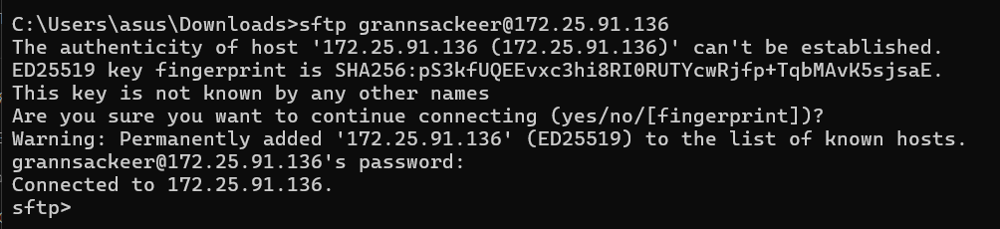 C:\Users\asus\Downloads>sftp grannsackeer@172.25.91.136
The authenticity of host '172.25.91.136 (172.25.91.136)' can't be established.
ED25519 key fingerprint is SHA256:pS3kfUQEEvxc3hi8RI0RUTYcwRjfp+TqbMAvK5sjsaE.
This key is not known by any other names
Are you sure you want to continue connecting (yes/no/[fingerprint])?
Warning: Permanently added '172.25.91.136' (ED25519) to the list of known hosts.
grannsackeer@172.25.91.136's password:
Connected to 172.25.91.136.
sftp>